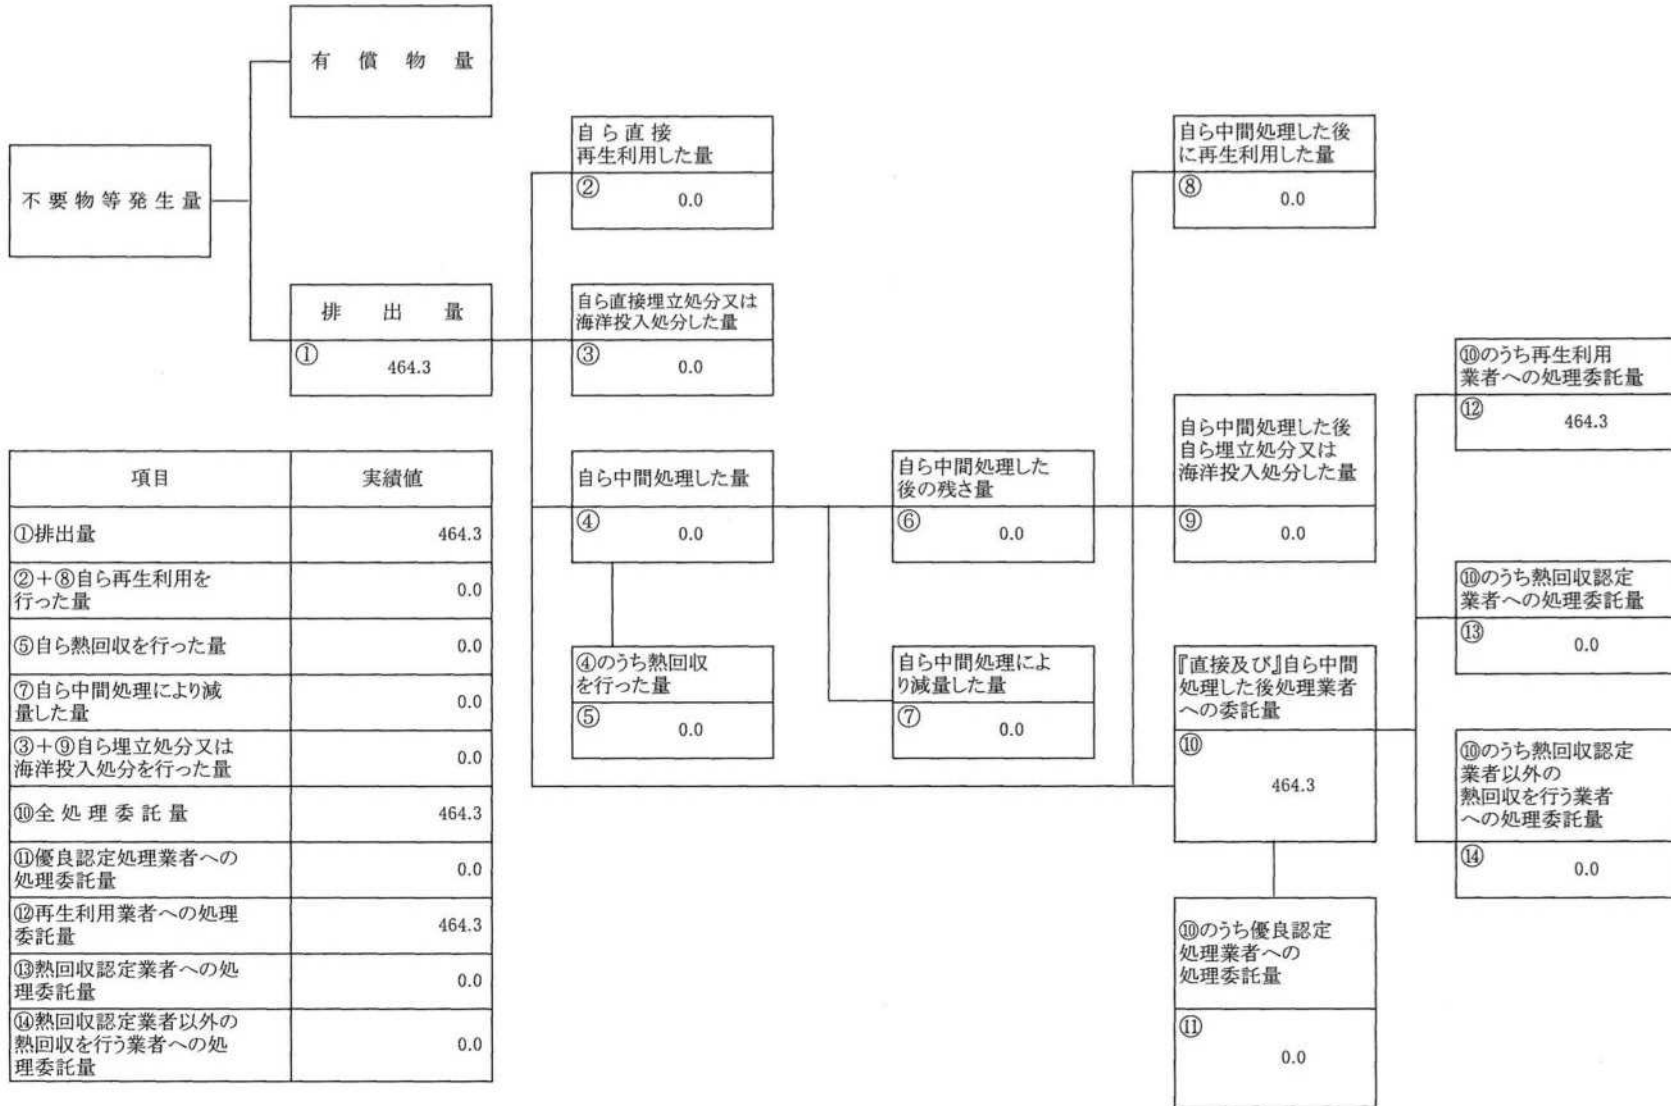 有償物量
不要物等発生量
排出量
①
464.3
自ら直接
再生利用した量
②
0.0
自ら直接埋立処分又は
海洋投入処分した量
③
0.0
自ら中間処理した量
④
0.0
④のうち熱回収
を行った量
⑤
0.0
自ら中間処理した
後の残さ量
⑥
0.0
自ら中間処理によ
り減量した量
⑦
0.0
自ら中間処理した後
に再生利用した量
⑧
0.0
自ら中間処理した後
自ら埋立処分又は
海洋投入処分した量
⑨
0.0
『直接及び』自ら中間
処理した後処理業者
への委託量
⑩
464.3
⑩のうち優良認定
処理業者への
処理委託量
⑪
0.0
⑩のうち再生利用
業者への処理委託量
⑫
464.3
⑩のうち熱回収認定
業者への処理委託量
⑬
0.0
⑩のうち熱回収認定
業者以外の
熱回収を行う業者
への処理委託量
⑭
0.0
項目 実績値
①排出量 464.3
②+⑧自ら再生利用を
行った量 0.0
⑤自ら熱回収を行った量 0.0
⑦自ら中間処理により減
量した量 0.0
③+⑨自ら埋立処分又は
海洋投入処分を行った量 0.0
⑩全処理委託量 464.3
⑪優良認定処理業者への
処理委託量 0.0
⑫再生利用業者への処理
委託量 464.3
⑬熱回収認定業者への処
理委託量 0.0
⑭熱回収認定業者以外の
熱回収を行う業者への処
理委託量 0.0